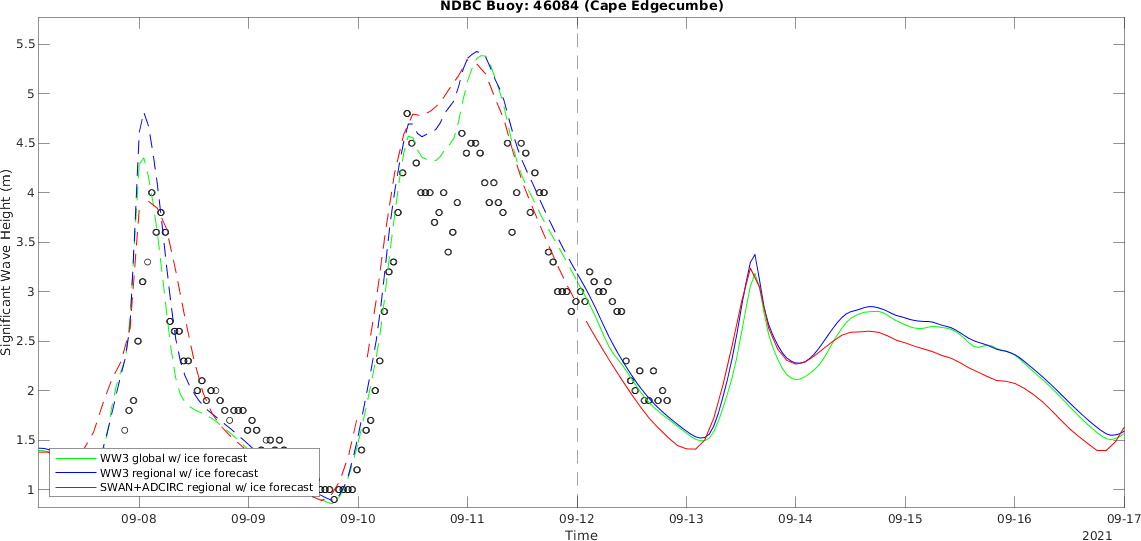 NDBC Buoy: 46084 (Cape Edgecumbe)
Significant Wave Height (m)
5.5
5
4.5
4
3.5
3
2.5
2
1.5
1
WW3 global w/ ice forecast
WW3 regional w/ ice forecast
SWAN+ADCIRC regional w/ ice forecast
09-08 09-09 09-10 09-11 09-12 09-13 09-14 09-15 09-16 09-17
Time
2021